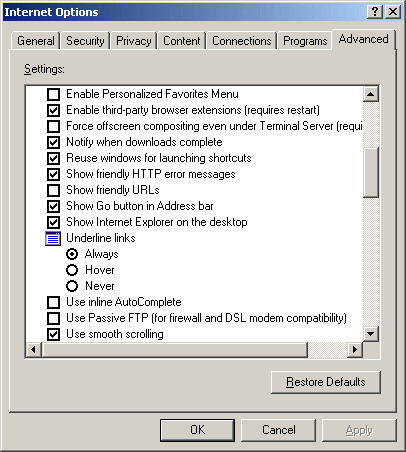 Internet Options
General Security Privacy Content Connections Programs Advanced
Settings:
Enable Personalized Favorites Menu
Enable third-party browser extensions (requires restart)
Force offscreen compositing even under Terminal Server (requi
Notify when downloads complete
Reuse windows for launching shortcuts
Show friendly HTTP error messages
Show friendly URLs
Show Go button in Address bar
Show Internet Explorer on the desktop
Underline links
Always
Hover
Never
Use inline AutoComplete
Use Passive FTP (for firewall and DSL modem compatibility)
Use smooth scrolling
Restore Defaults
OK Cancel Apply